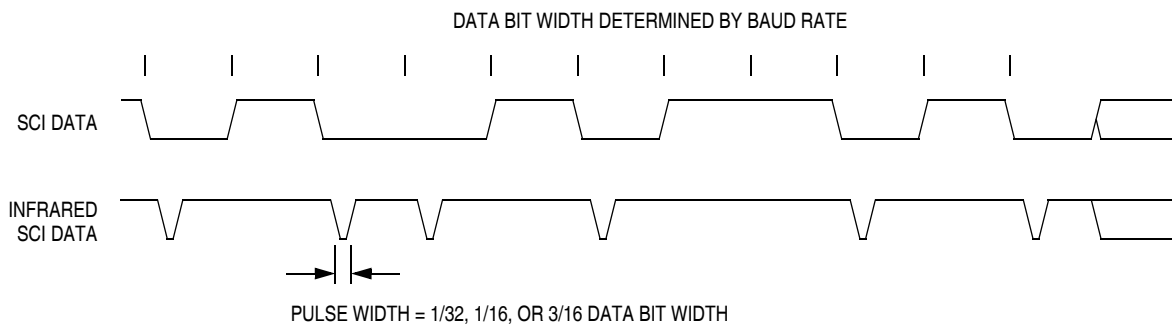 DATA BIT WIDTH DETERMINED BY BAUD RATE
SCI DATA
INFRARED
SCI DATA
PULSE WIDTH = 1/32, 1/16, OR 3/16 DATA BIT WIDTH